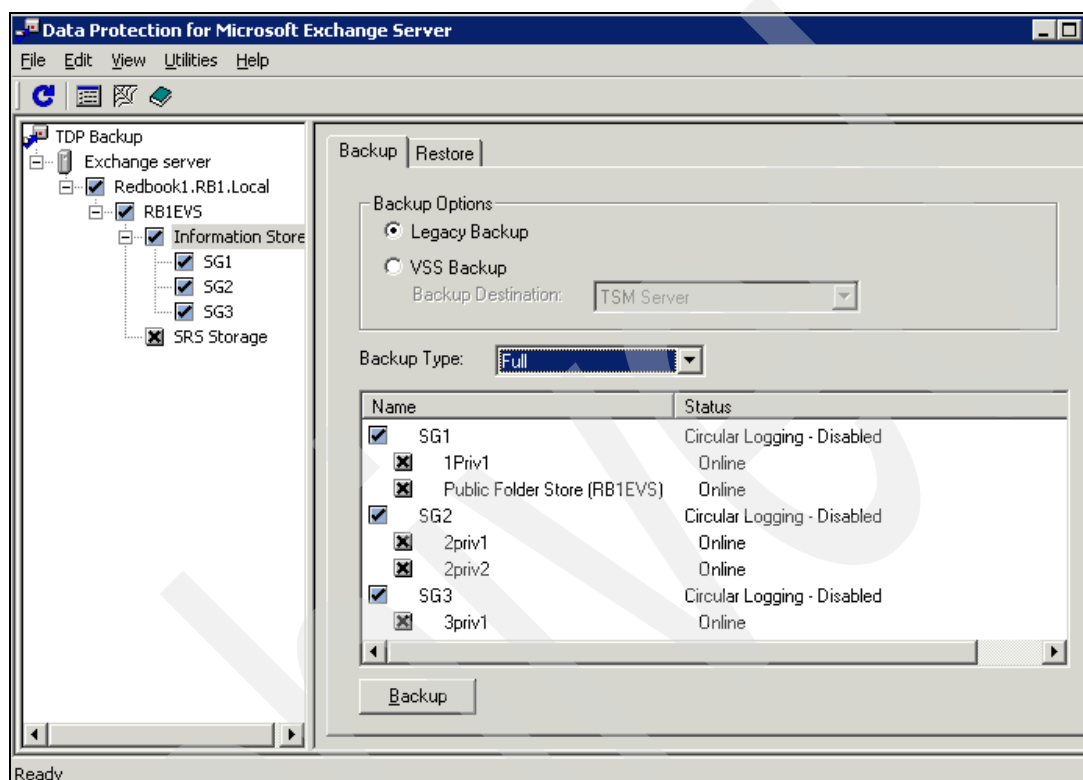 Data Protection for Microsoft Exchange Server
File Edit View Utilities Help
TDP Backup
Exchange server
Redbook1.RB1.Local
RB1EVS
Information Store
SG1
SG2
SG3
SRS Storage
Backup Restore
Backup Options
Legacy Backup
VSS Backup
Backup Destination: TSM Server
Backup Type: Full
Name Status
SG1 Circular Logging - Disabled
1Priv1 Online
Public Folder Store (RB1EVS) Online
SG2 Circular Logging - Disabled
2priv1 Online
2priv2 Online
SG3 Circular Logging - Disabled
3priv1 Online
Backup
Ready